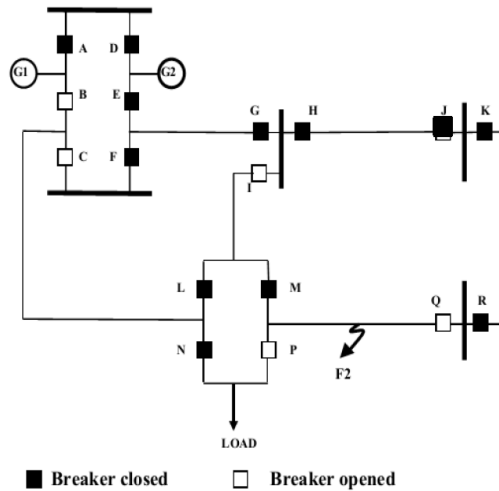 A D
G1 G2
B E
G H J K
C F
I
L M
Q R
N P
F2
LOAD
Breaker closed Breaker opened